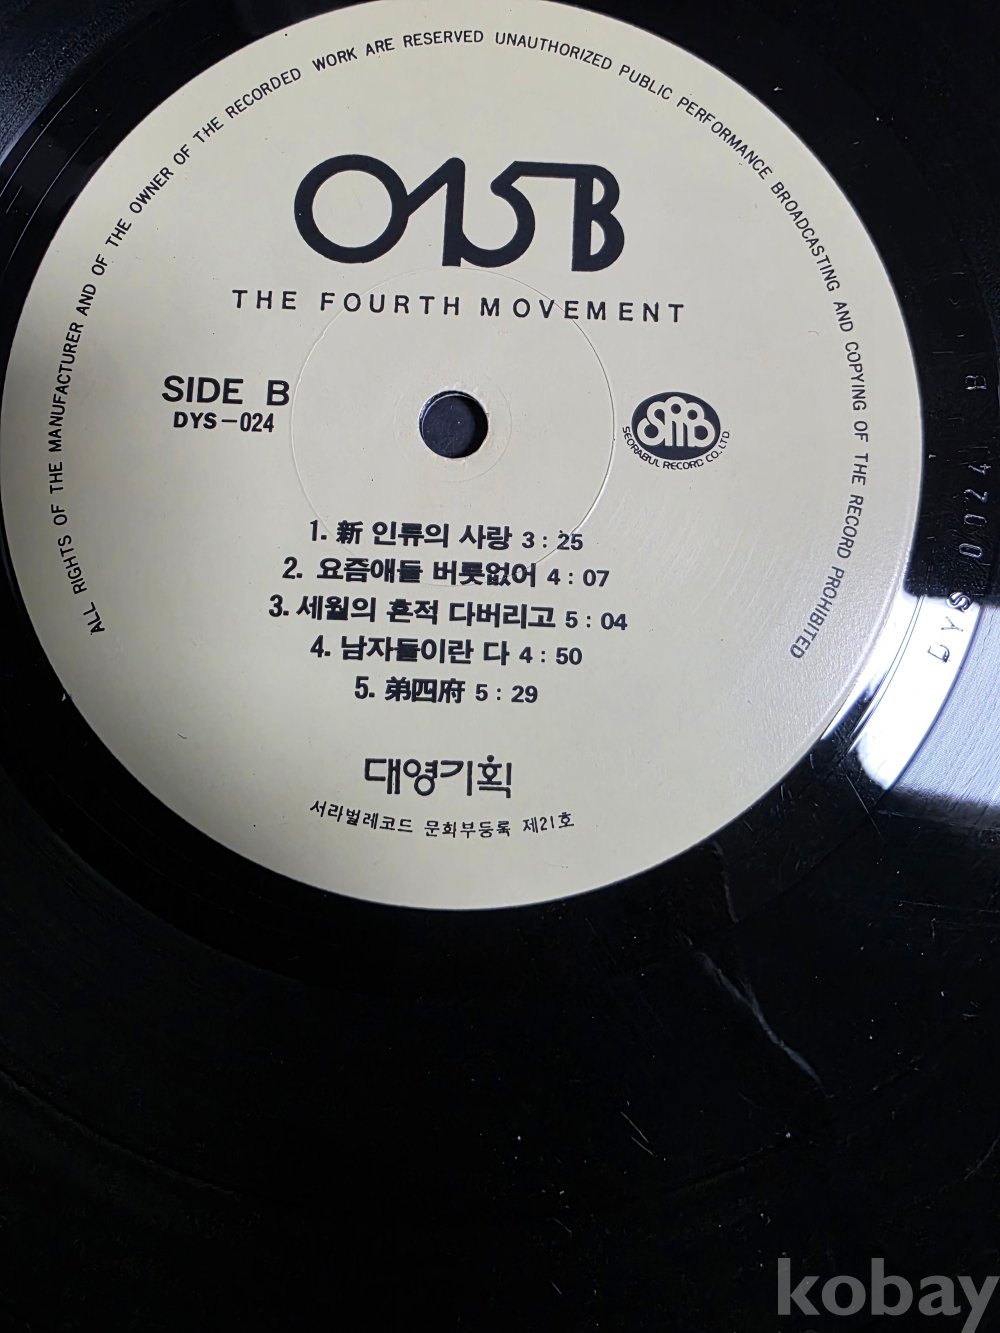 ALL RIGHTS OF THE MANUFACTURER AND OF THE OWNER OF THE RECORDED WORK ARE RESERVED UNAUTHORIZED PUBLIC PERFORMANCE BROADCASTING AND COPYING OF THE RECORD PROHIBITED
015B
THE FOURTH MOVEMENT
SIDE B
DYS-024
SRB
SEORABUL RECORD CO. LTD
1. 新 인류의 사랑 3 : 25
2. 요즘애들 버릇없어 4 : 07
3. 세월의 흔적 다버리고 5 : 04
4. 남자들이란 다 4 : 50
5. 弟四府 5 : 29
대영기획
서라벌레코드 문화부등록 제21호
DYS 0024 B
kobay